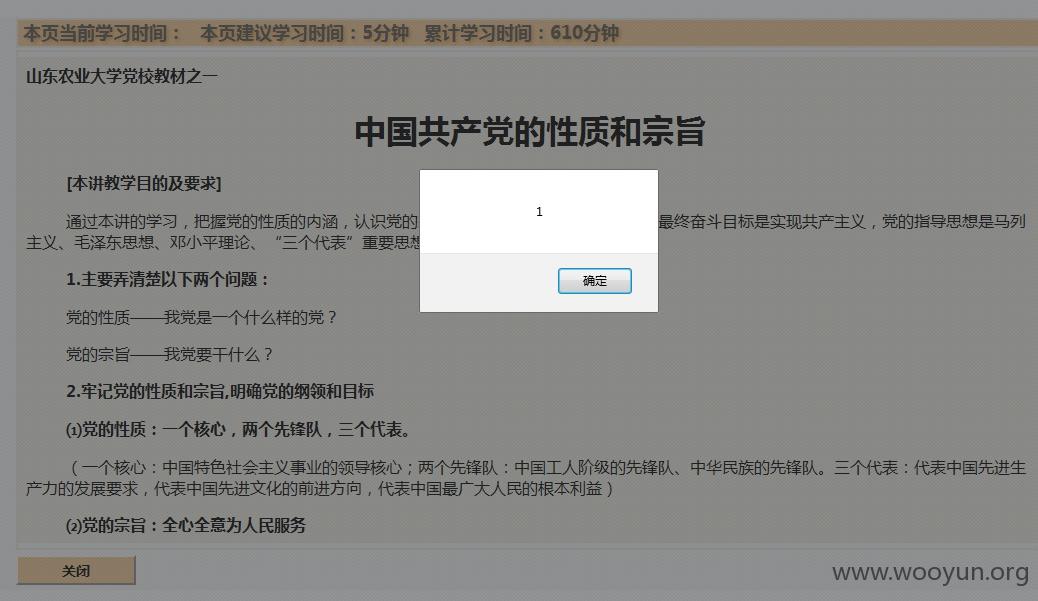 本页当前学习时间： 本页建议学习时间：5分钟 累计学习时间：610分钟
山东农业大学党校教材之一
中国共产党的性质和宗旨
[本讲教学目的及要求]
通过本讲的学习，把握党的性质的内涵，认识党的
最终奋斗目标是实现共产主义，党的指导思想是马列
主义、毛泽东思想、邓小平理论、“三个代表”重要思想
1
确定
1.主要弄清楚以下两个问题：
党的性质——我党是一个什么样的党？
党的宗旨——我党要干什么？
2.牢记党的性质和宗旨,明确党的纲领和目标
⑴党的性质：一个核心，两个先锋队，三个代表。
（一个核心：中国特色社会主义事业的领导核心；两个先锋队：中国工人阶级的先锋队、中华民族的先锋队。三个代表：代表中国先进生
产力的发展要求，代表中国先进文化的前进方向，代表中国最广大人民的根本利益）
⑵党的宗旨：全心全意为人民服务
关闭
www.wooyun.org